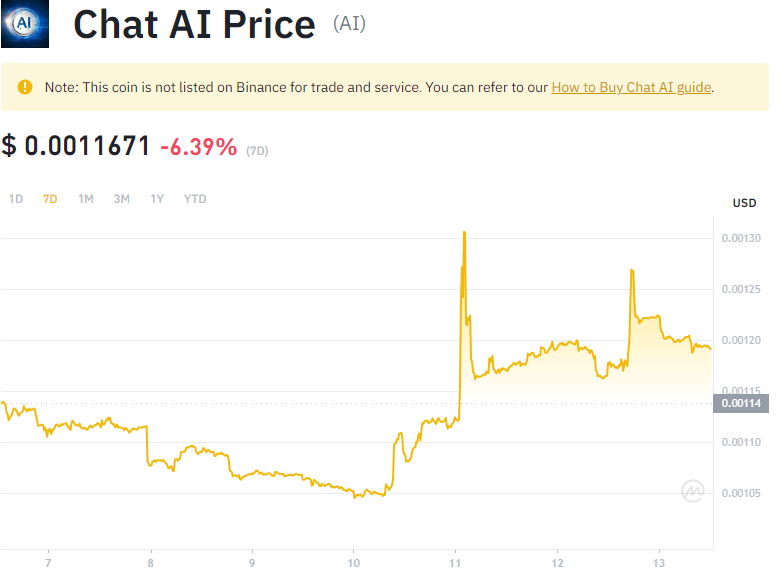 AI
Chat AI Price (AI)
Note: This coin is not listed on Binance for trade and service. You can refer to our How to Buy Chat AI guide.
$ 0.0011671 -6.39% (7D)
1D 7D 1M 3M 1Y YTD
USD
0.00130
0.00125
0.00120
0.00115
0.00114
0.00110
0.00105
7 8 9 10 11 12 13